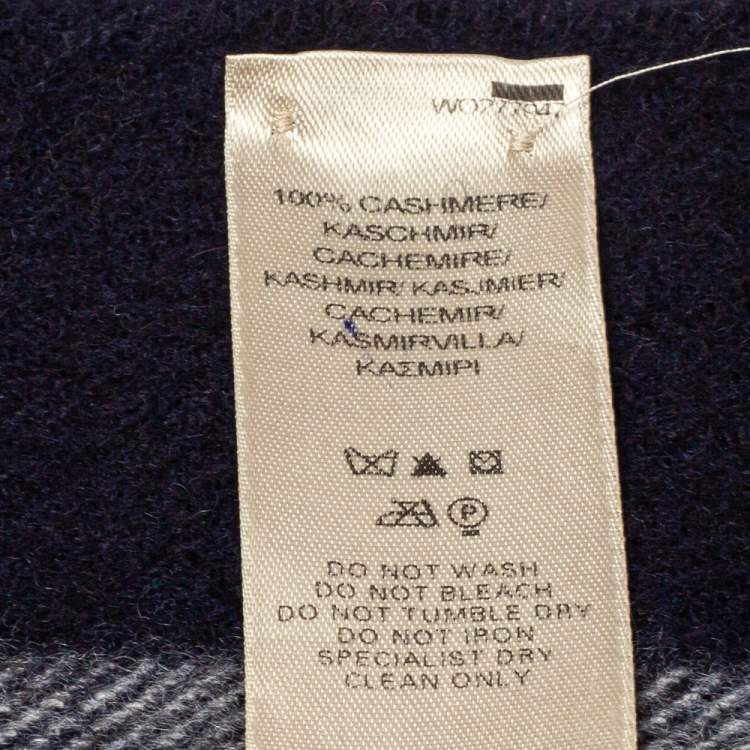 100% CASHMERE/
KASCHMIR/
CACHEMIRE/
KASHMIR/ KASJMIER/
CACHEMIR/
KASMIRVILLA/
ΚΑΣΜΙΡΙ
P
DO NOT WASH
DO NOT BLEACH
DO NOT TUMBLE DRY
DO NOT IRON
SPECIALIST DRY
CLEAN ONLY